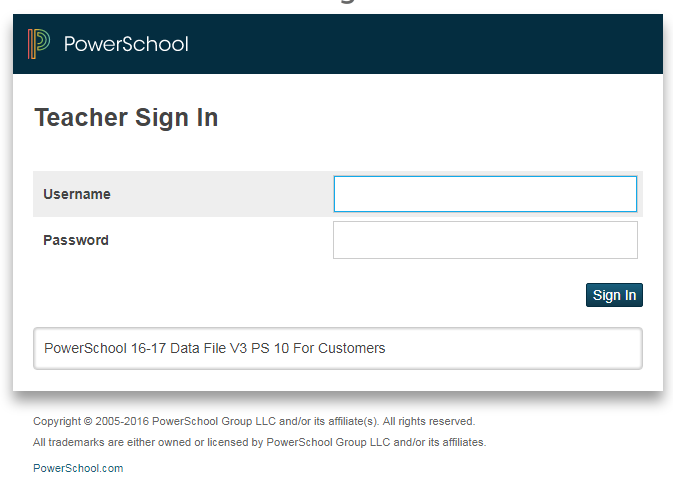 PowerSchool
Teacher Sign In
Username
Password
Sign In
PowerSchool 16-17 Data File V3 PS 10 For Customers
Copyright © 2005-2016 PowerSchool Group LLC and/or its affiliate(s). All rights reserved.
All trademarks are either owned or licensed by PowerSchool Group LLC and/or its affiliates.
PowerSchool.com